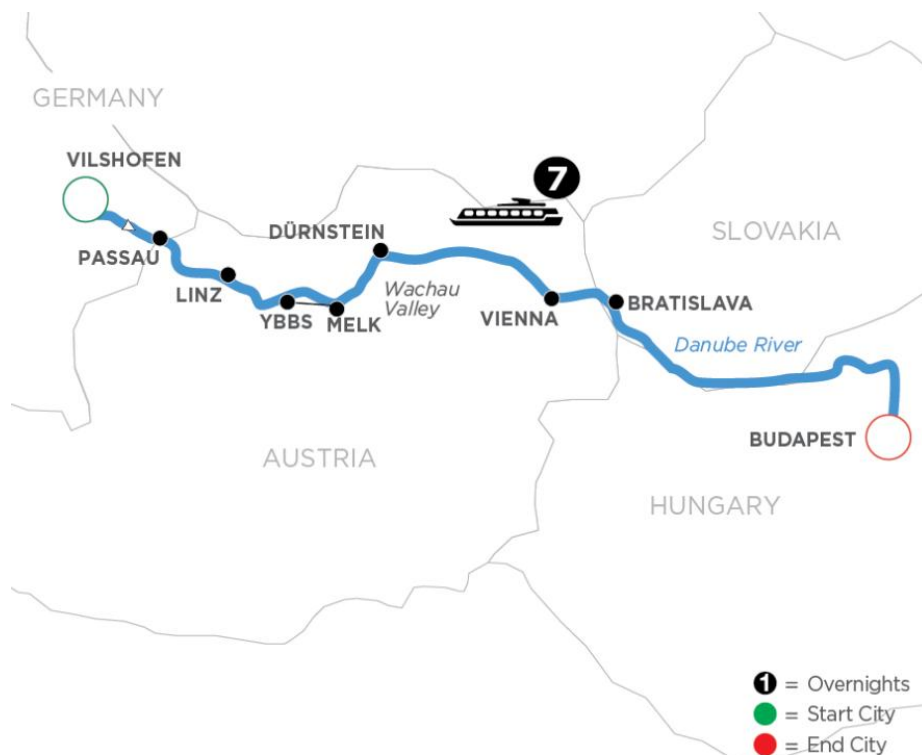 GERMANY
VILSHOFEN
7
DÜRNSTEIN
PASSAU
SLOVAKIA
LINZ
Wachau
Valley
YBBS
MELK
VIENNA
BRATISLAVA
Danube River
BUDAPEST
AUSTRIA
HUNGARY
1 = Overnights
= Start City
= End City